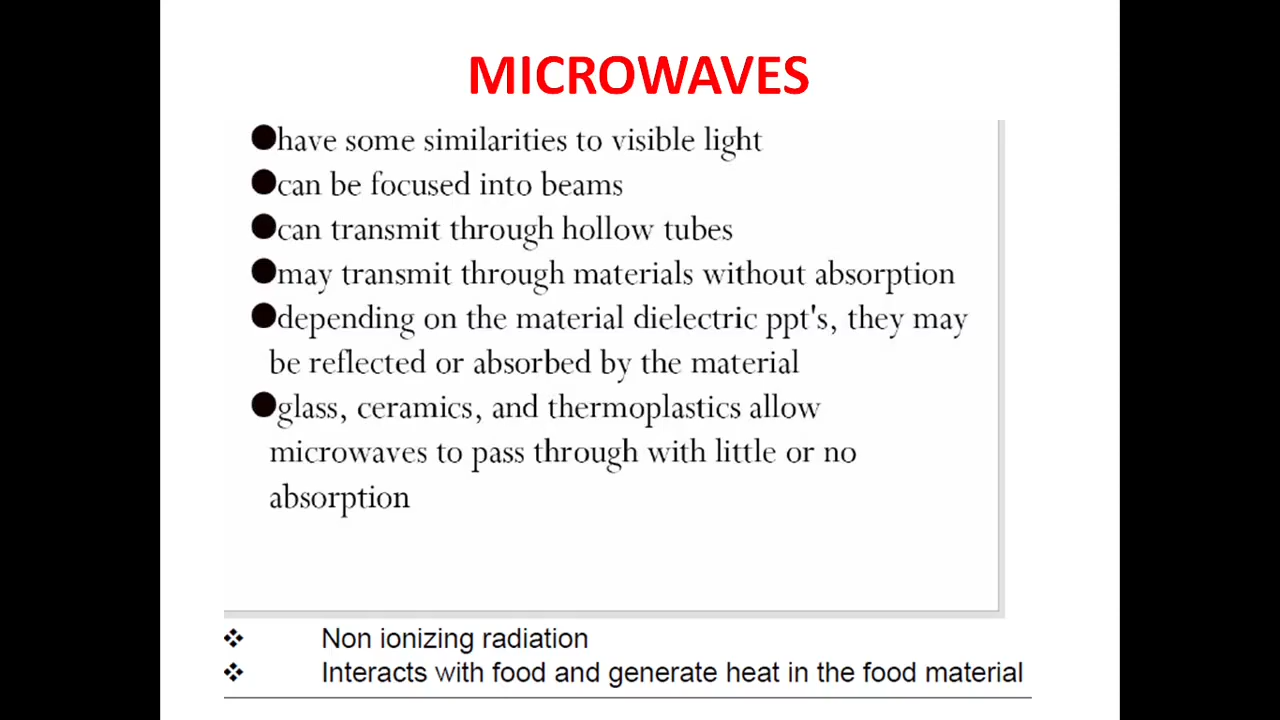 MICROWAVES
●have some similarities to visible light
●can be focused into beams
●can transmit through hollow tubes
●may transmit through materials without absorption
●depending on the material dielectric ppt's, they may
be reflected or absorbed by the material
●glass, ceramics, and thermoplastics allow
microwaves to pass through with little or no
absorption
❖ Non ionizing radiation
❖ Interacts with food and generate heat in the food material